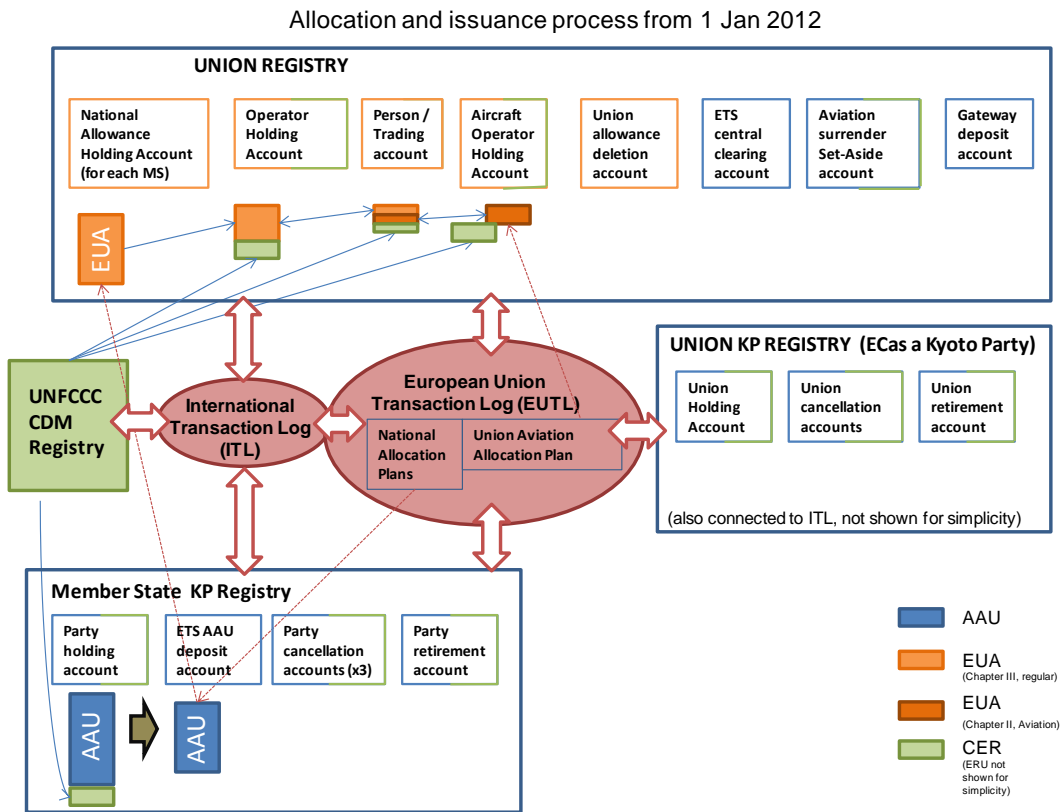 Allocation and issuance process from 1 Jan 2012
UNION REGISTRY
National
Allowance
Holding Account
(for each MS)
Operator
Holding
Account
Person /
Trading
account
Aircraft
Operator
Holding
Account
Union
allowance
deletion
account
ETS
central
clearing
account
Aviation
surrender
Set-Aside
account
Gateway
deposit
account
EUA
UNFCCC
CDM
Registry
International
Transaction Log
(ITL)
European Union
Transaction Log (EUTL)
National
Allocation
Plans
Union Aviation
Allocation Plan
UNION KP REGISTRY (ECas a Kyoto Party)
Union
Holding
Account
Union
cancellation
accounts
Union
retirement
account
(also connected to ITL, not shown for simplicity)
Member State KP Registry
Party
holding
account
ETS AAU
deposit
account
Party
cancellation
accounts (x3)
Party
retirement
account
AAU
AAU
AAU
EUA
(Chapter III, regular)
EUA
(Chapter II, Aviation)
CER
(ERU not
shown for
simplicity)